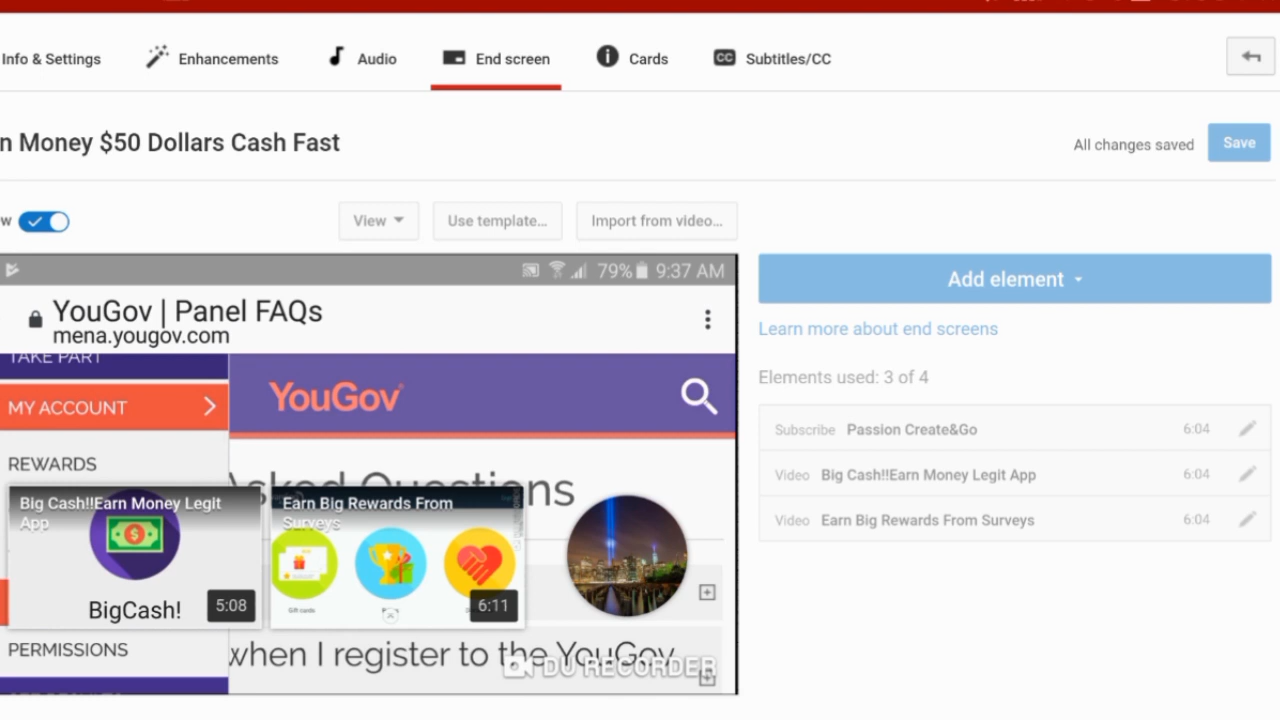 Info & Settings
Enhancements
Audio
End screen
Cards
CC
Subtitles/CC
n Money $50 Dollars Cash Fast
All changes saved
Save
w
View
Use template...
Import from video...
79% 9:37 AM
YouGov | Panel FAQs
mena.yougov.com
TAKE PART
MY ACCOUNT
REWARDS
PERMISSIONS
YouGov
Asked Questions
Big Cash!!Earn Money Legit
App
BigCash!
5:08
Earn Big Rewards From
Surveys
Gift cards
6:11
when I register to the YouGov
DU RECORDER
Add element
Learn more about end screens
Elements used: 3 of 4
Subscribe Passion Create&Go 6:04
Video Big Cash!!Earn Money Legit App 6:04
Video Earn Big Rewards From Surveys 6:04